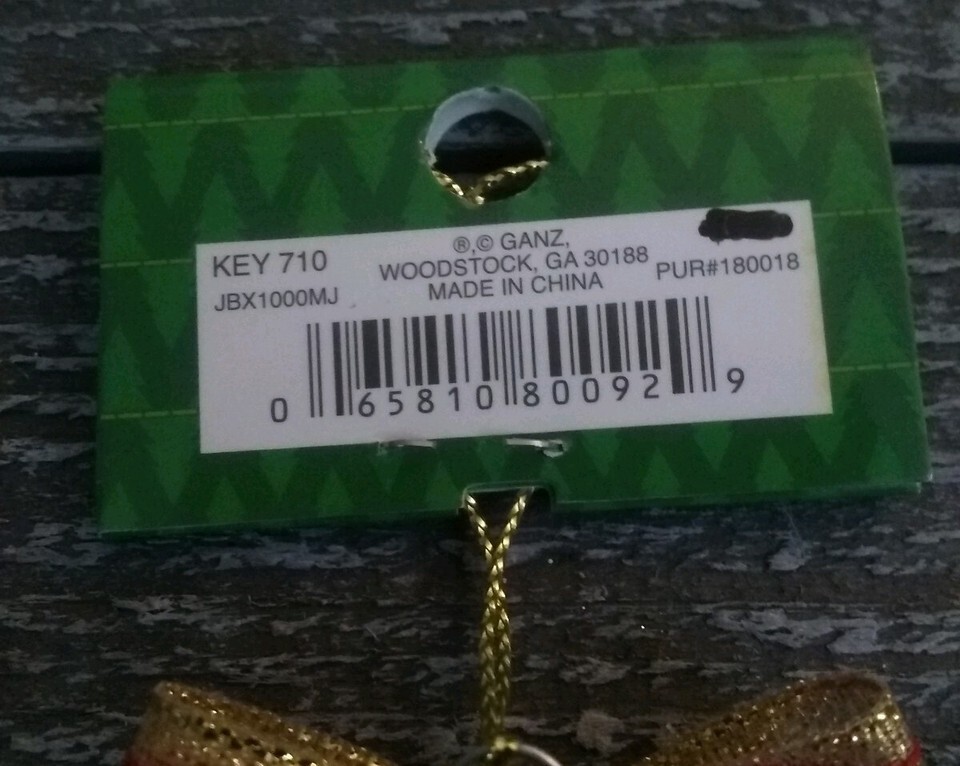 KEY 710
JBX1000MJ
®,© GANZ,
WOODSTOCK, GA 30188
MADE IN CHINA
PUR#180018
0 65810 80092 9